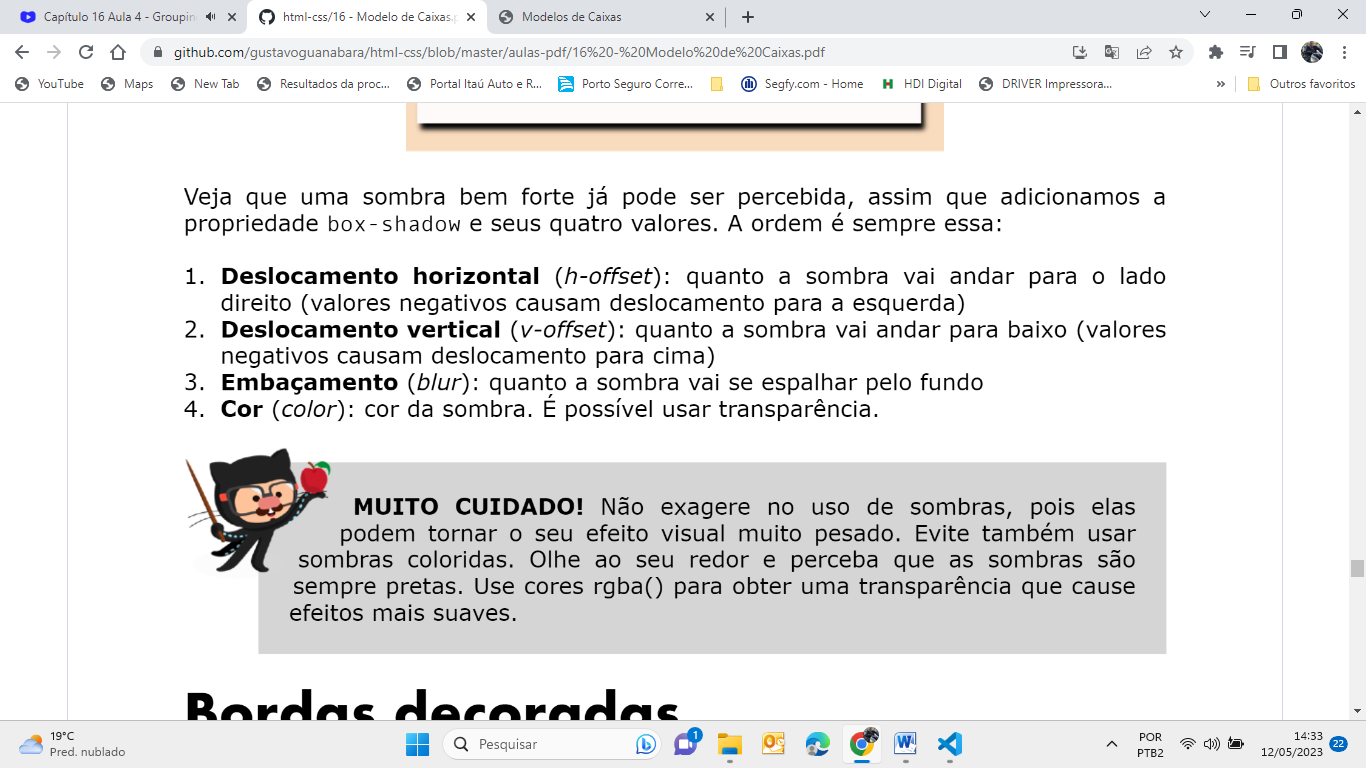 Capítulo 16 Aula 4 - Groupin
html-css/16 - Modelo de Caixas.p
Modelos de Caixas
github.com/gustavoguanabara/html-css/blob/master/aulas-pdf/16%20-%20Modelo%20de%20Caixas.pdf
YouTube
Maps
New Tab
Resultados da proc...
Portal Itaú Auto e R...
Porto Seguro Corre...
Segfy.com - Home
HDI Digital
DRIVER Impressora...
»
Outros favoritos
Veja que uma sombra bem forte já pode ser percebida, assim que adicionamos a
propriedade box-shadow e seus quatro valores. A ordem é sempre essa:
1. Deslocamento horizontal (h-offset): quanto a sombra vai andar para o lado
direito (valores negativos causam deslocamento para a esquerda)
2. Deslocamento vertical (v-offset): quanto a sombra vai andar para baixo (valores
negativos causam deslocamento para cima)
3. Embaçamento (blur): quanto a sombra vai se espalhar pelo fundo
4. Cor (color): cor da sombra. É possível usar transparência.
MUITO CUIDADO! Não exagere no uso de sombras, pois elas
podem tornar o seu efeito visual muito pesado. Evite também usar
sombras coloridas. Olhe ao seu redor e perceba que as sombras são
sempre pretas. Use cores rgba() para obter uma transparência que cause
efeitos mais suaves.
Bordas decoradas
19°C
Pred. nublado
Pesquisar
1
POR
PTB2
14:33
12/05/2023
22